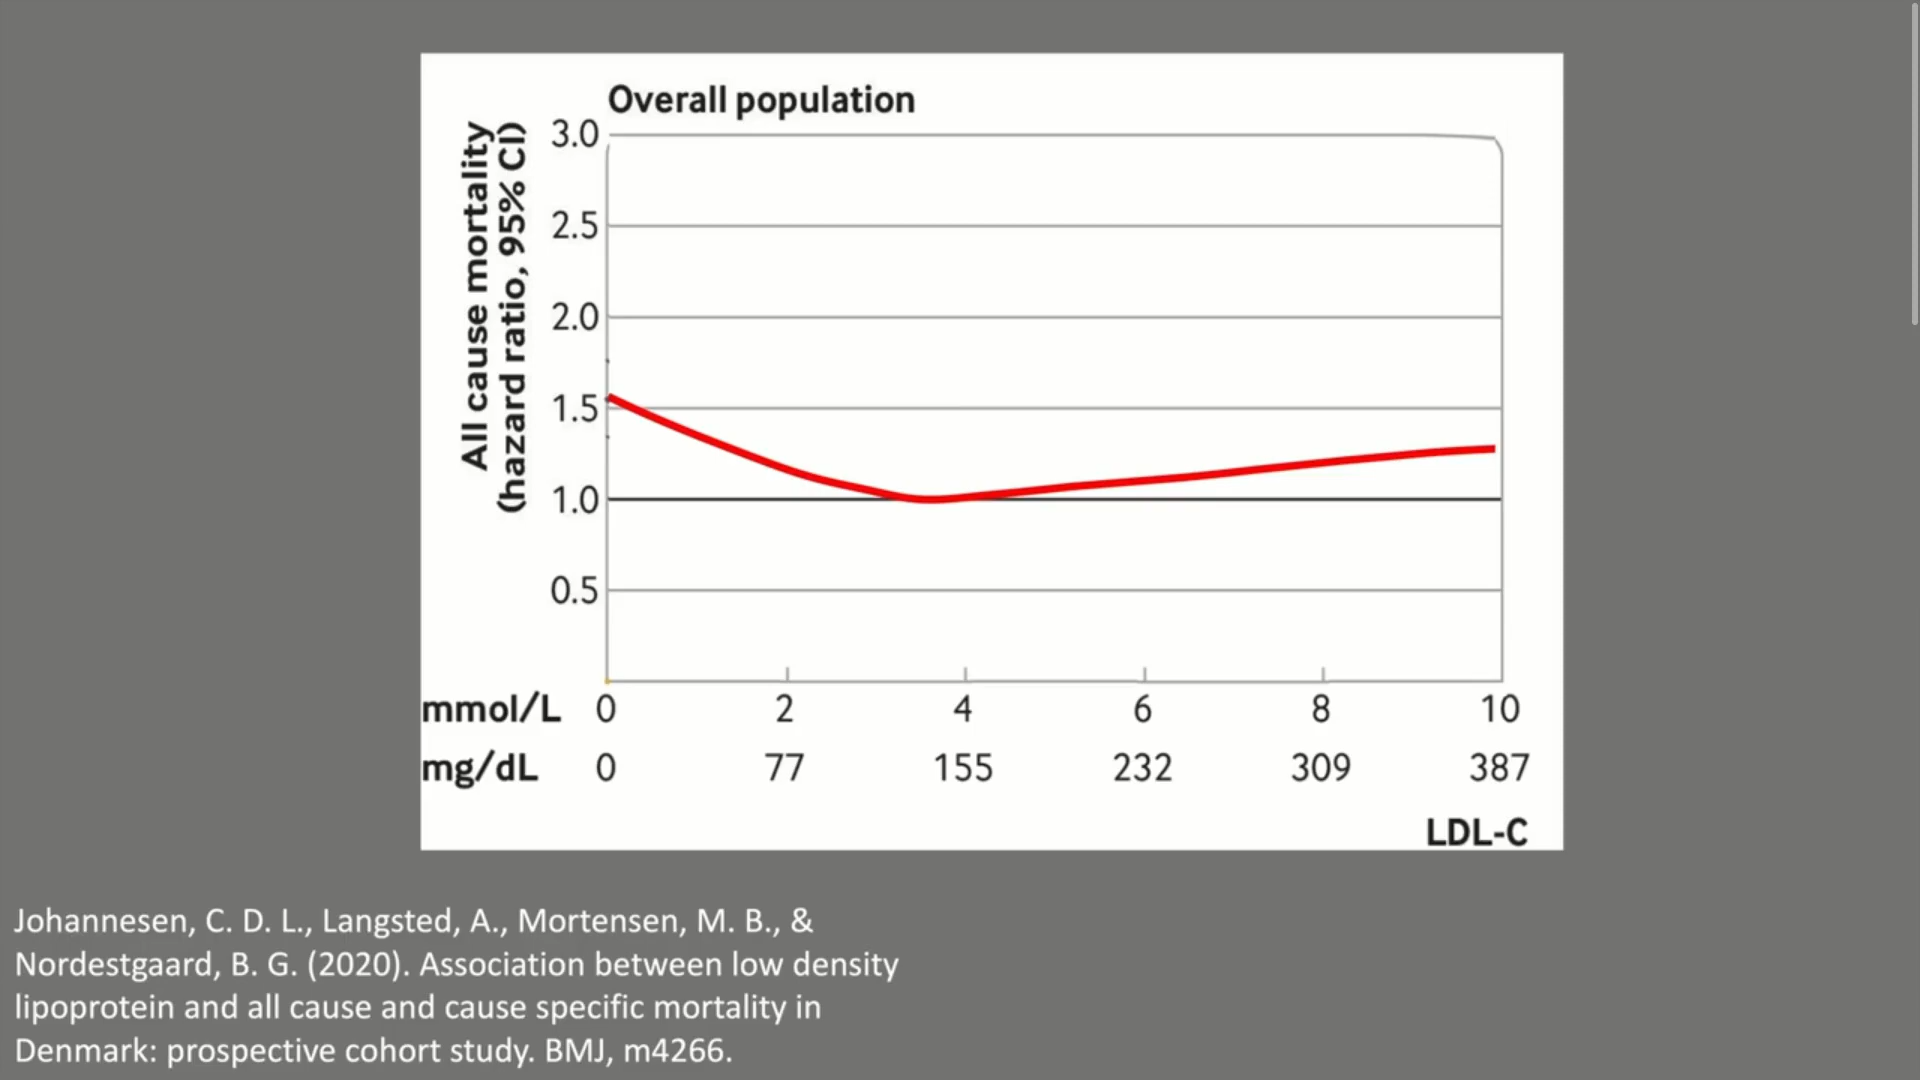 Overall population
All cause mortality
(hazard ratio, 95% CI)
3.0
2.5
2.0
1.5
1.0
0.5
mmol/L 0 2 4 6 8 10
mg/dL 0 77 155 232 309 387
LDL-C
Johannesen, C. D. L., Langsted, A., Mortensen, M. B., &
Nordestgaard, B. G. (2020). Association between low density
lipoprotein and all cause and cause specific mortality in
Denmark: prospective cohort study. BMJ, m4266.